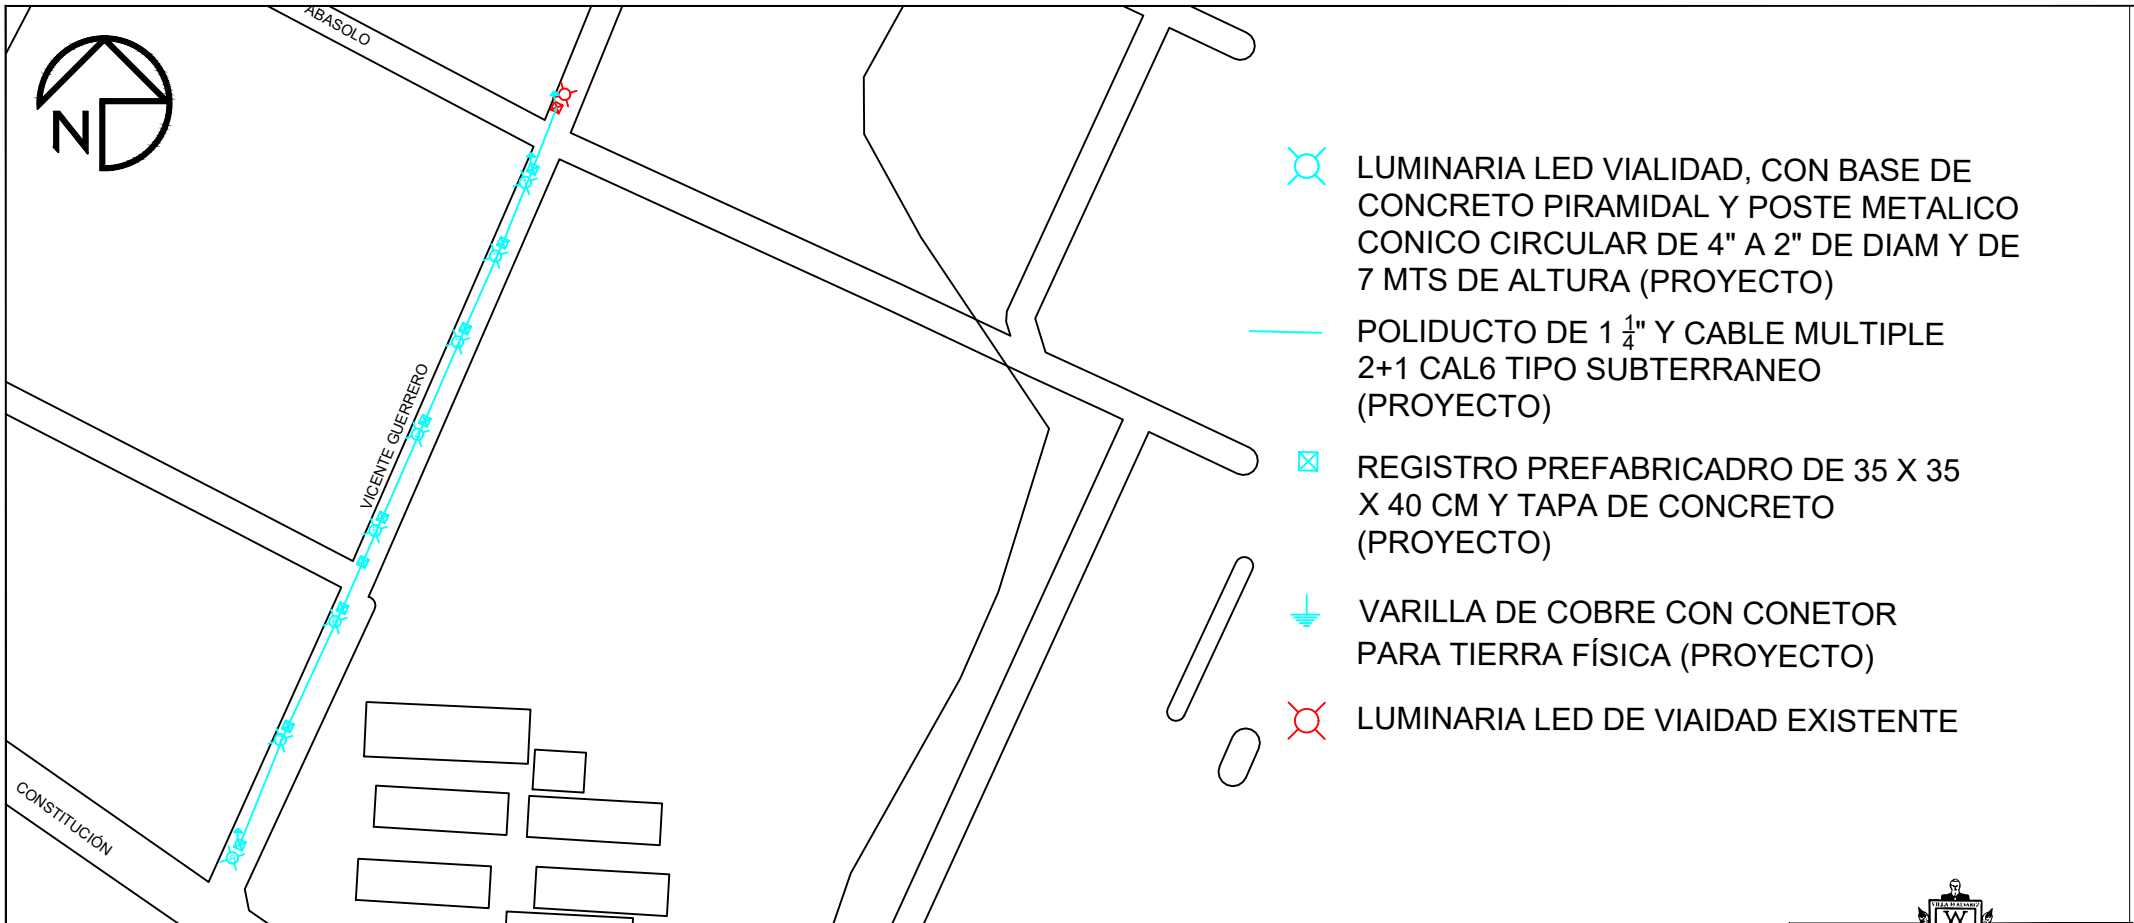 ABASOLO
N
VICENTE GUERRERO
CONSTITUCIÓN
LUMINARIA LED VIALIDAD, CON BASE DE
CONCRETO PIRAMIDAL Y POSTE METALICO
CONICO CIRCULAR DE 4" A 2" DE DIAM Y DE
7 MTS DE ALTURA (PROYECTO)
POLIDUCTO DE 1 1/4" Y CABLE MULTIPLE
2+1 CAL6 TIPO SUBTERRANEO
(PROYECTO)
REGISTRO PREFABRICADRO DE 35 X 35
X 40 CM Y TAPA DE CONCRETO
(PROYECTO)
VARILLA DE COBRE CON CONETOR
PARA TIERRA FÍSICA (PROYECTO)
LUMINARIA LED DE VIAIDAD EXISTENTE
VILLA DE ALVAREZ